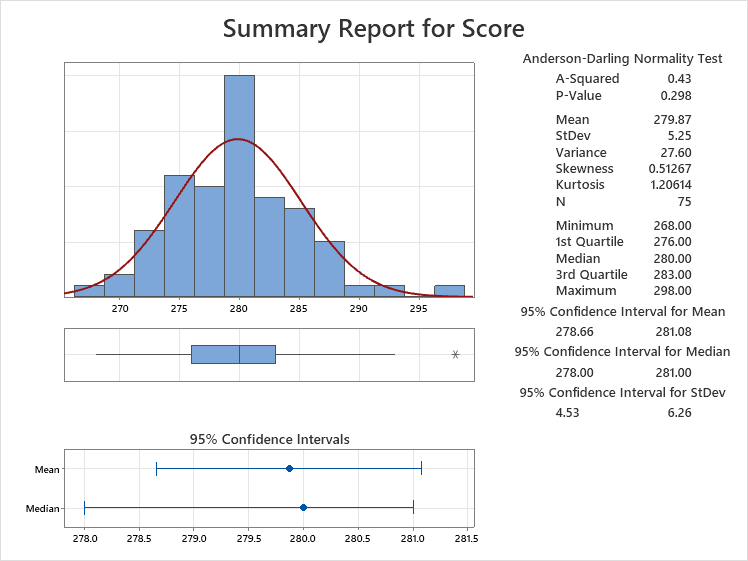 Summary Report for Score
270 275 280 285 290 295
Anderson-Darling Normality Test
A-Squared 0.43
P-Value 0.298
Mean 279.87
StDev 5.25
Variance 27.60
Skewness 0.51267
Kurtosis 1.20614
N 75
Minimum 268.00
1st Quartile 276.00
Median 280.00
3rd Quartile 283.00
Maximum 298.00
95% Confidence Interval for Mean
278.66 281.08
95% Confidence Interval for Median
278.00 281.00
95% Confidence Interval for StDev
4.53 6.26
95% Confidence Intervals
Mean
Median
278.0 278.5 279.0 279.5 280.0 280.5 281.0 281.5